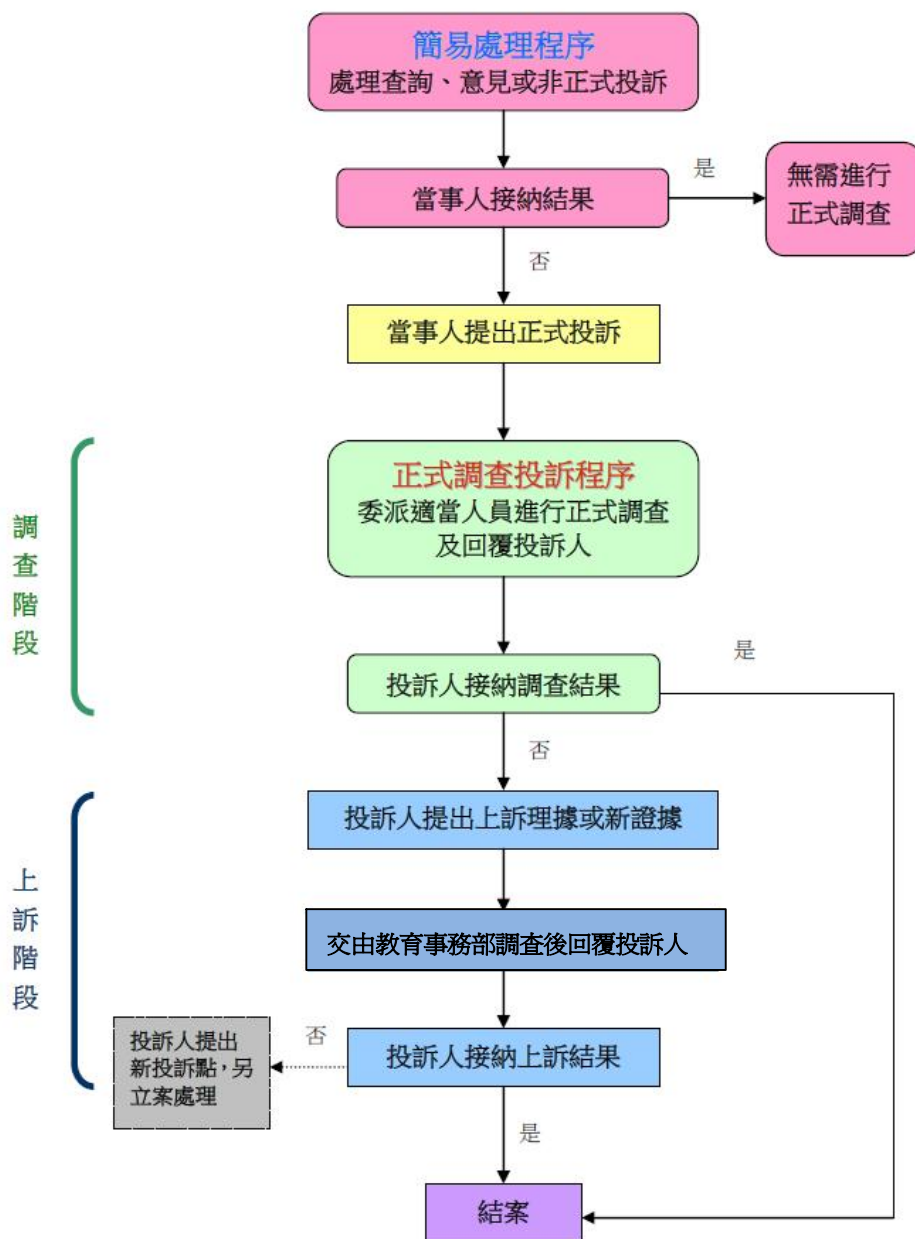 簡易處理程序
處理查詢、意見或非正式投訴
當事人接納結果
是
無需進行
正式調查
否
當事人提出正式投訴
調查階段
正式調查投訴程序
委派適當人員進行正式調查
及回覆投訴人
投訴人接納調查結果
是
否
上訴階段
投訴人提出上訴理據或新證據
交由教育事務部調查後回覆投訴人
投訴人接納上訴結果
否
投訴人提出
新投訴點，另
立案處理
是
結案